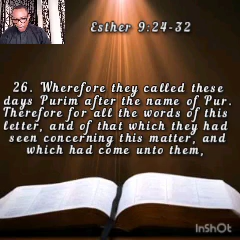 Esther 9:24-32
26. Wherefore they called these
days Purim after the name of Pur.
Therefore for all the words of this
letter, and of that which they had
seen concerning this matter, and
which had come unto them,
InShOt